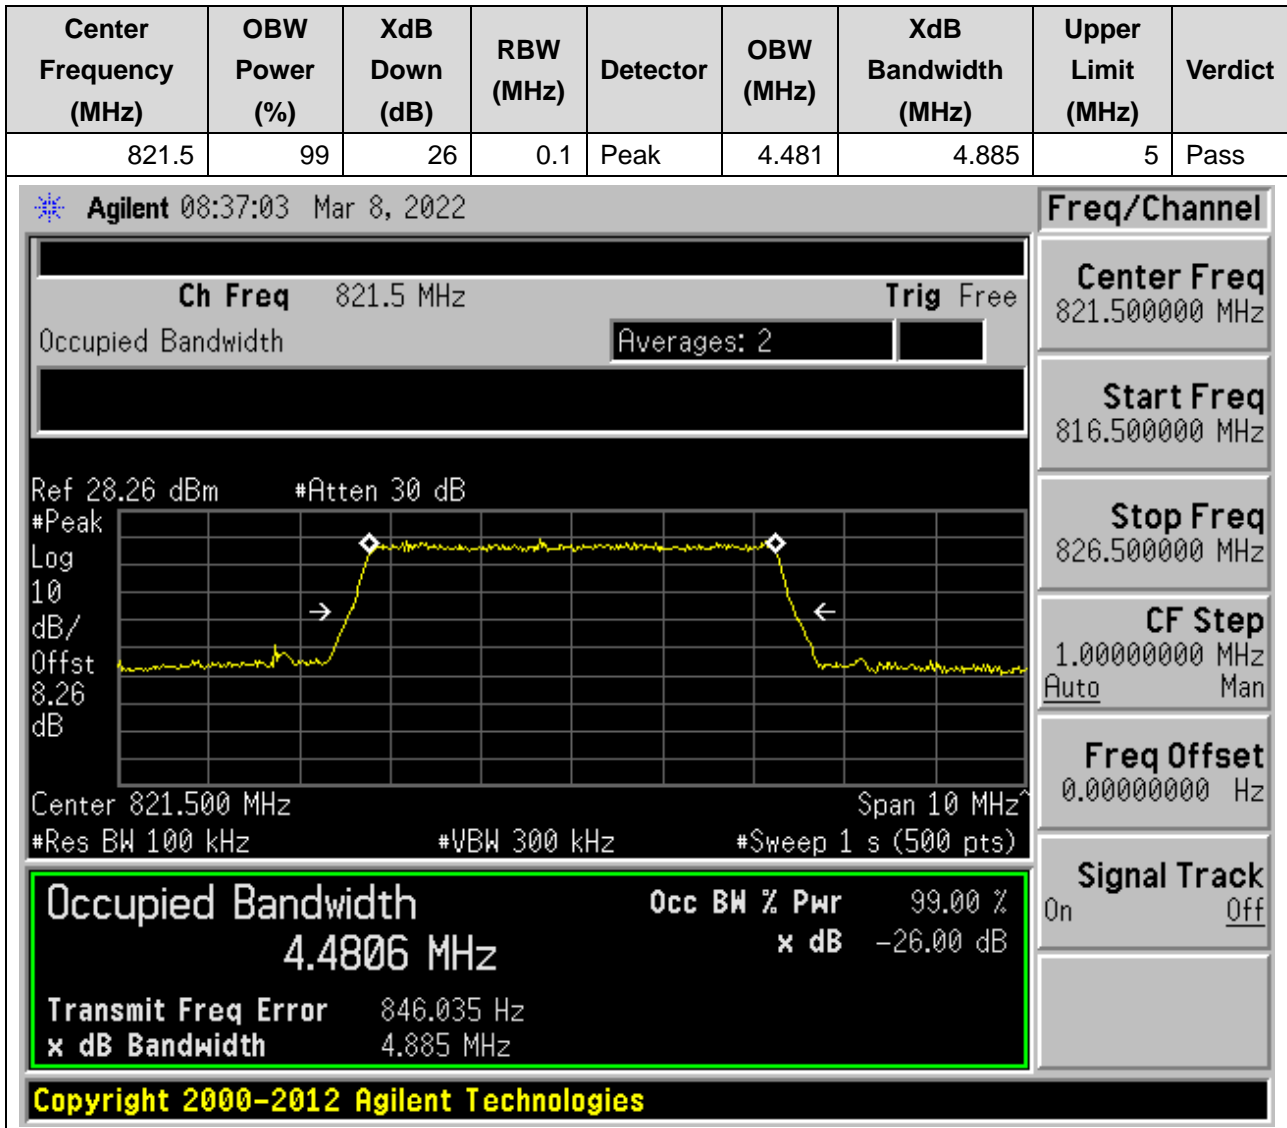 Center Frequency (MHz) OBW Power (%) XdB Down (dB) RBW (MHz) Detector OBW (MHz) XdB Bandwidth (MHz) Upper Limit (MHz) Verdict
821.5 99 26 0.1 Peak 4.481 4.885 5 Pass
Agilent 08:37:03 Mar 8, 2022
Freq/Channel
Ch Freq 821.5 MHz Trig Free
Occupied Bandwidth Averages: 2
Ref 28.26 dBm #Atten 30 dB
#Peak
Log
10
dB/
Offst
8.26
dB
Center 821.500 MHz Span 10 MHz^
#Res BW 100 kHz #VBW 300 kHz #Sweep 1 s (500 pts)
Occupied Bandwidth Occ BW % Pwr 99.00 %
4.4806 MHz x dB -26.00 dB
Transmit Freq Error 846.035 Hz
x dB Bandwidth 4.885 MHz
Center Freq
821.500000 MHz
Start Freq
816.500000 MHz
Stop Freq
826.500000 MHz
CF Step
1.00000000 MHz
Auto Man
Freq Offset
0.00000000 Hz
Signal Track
On Off
Copyright 2000-2012 Agilent Technologies